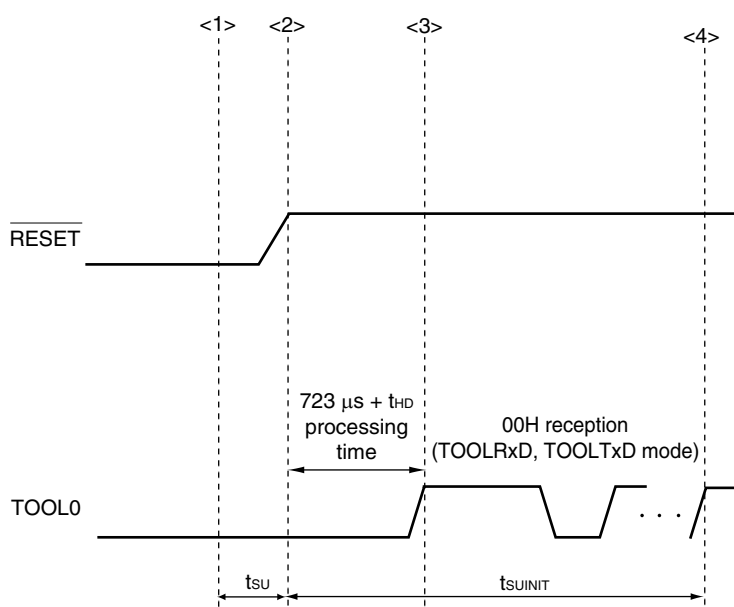 <1> <2> <3> <4>
RESET
723 μs + tHD
processing
time
00H reception
(TOOLRxD, TOOLTxD mode)
TOOL0
. . .
tSU tSUINIT